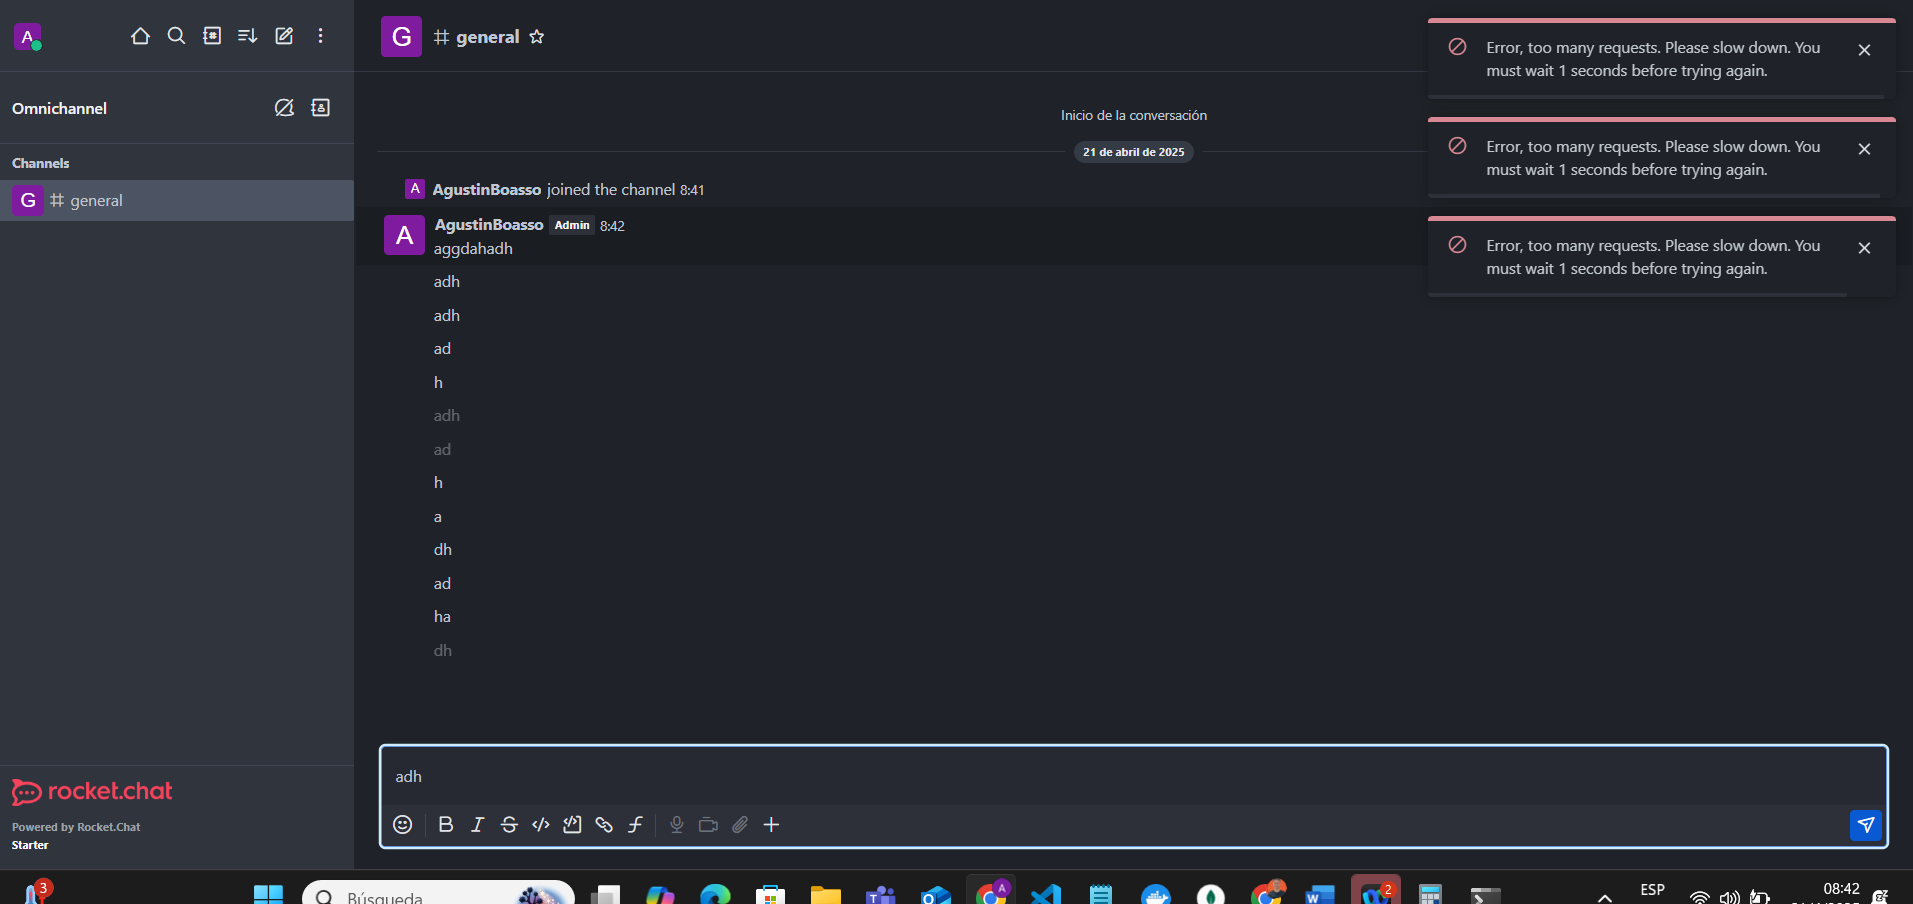 A
Omnichannel
Channels
G general
rocket.chat
Powered by Rocket.Chat
Starter
G general
Inicio de la conversación
21 de abril de 2025
A AgustinBoasso joined the channel 8:41
A AgustinBoasso Admin 8:42
aggdahadh
adh
adh
ad
h
adh
ad
h
a
dh
ad
ha
dh
adh
Error, too many requests. Please slow down. You
must wait 1 seconds before trying again.
Error, too many requests. Please slow down. You
must wait 1 seconds before trying again.
Error, too many requests. Please slow down. You
must wait 1 seconds before trying again.
3
Búsqueda
A
2
ESP
08:42